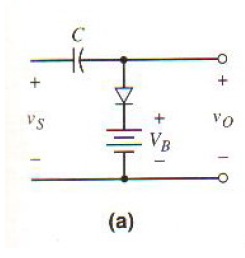 C
+ + +
v_S V_B v_O
− − −
(a)